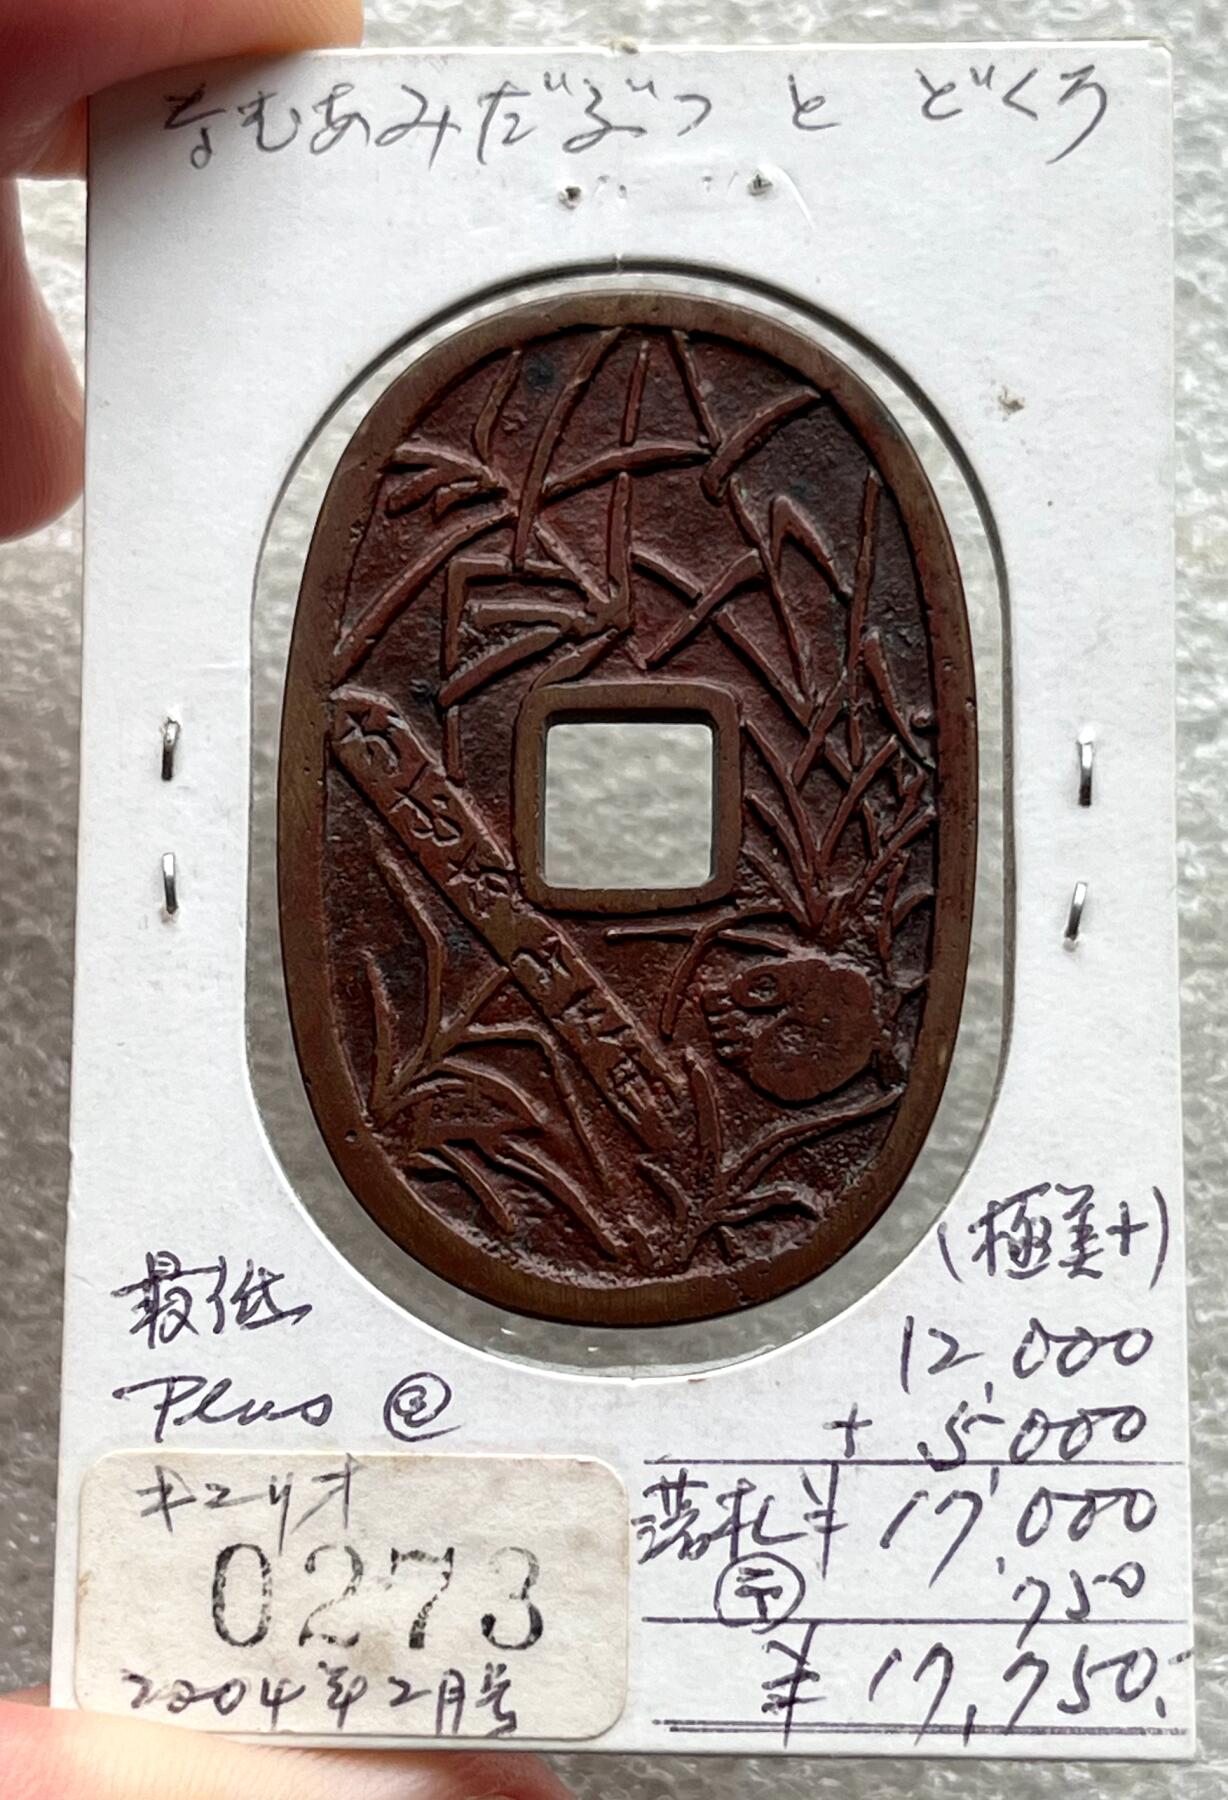 なむあみだぶつ と どくろ
(極美+)
最低
Plus
12,000
+ 5,000
落札¥ 17,000
750
¥ 17,750.-
キユリオ
0273
2004年2月号